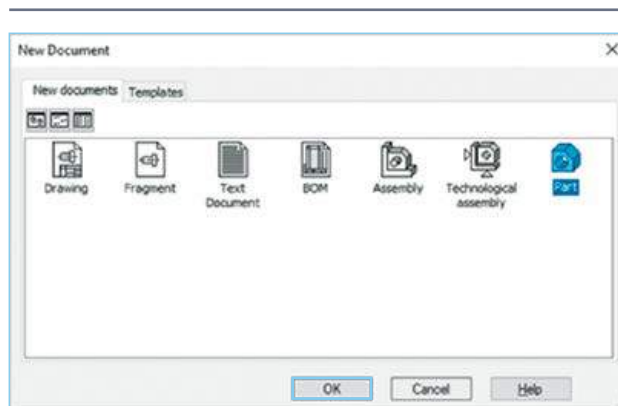 New Document
New documents Templates
Drawing Fragment Text Document BOM Assembly Technological assembly Part
OK Cancel Help